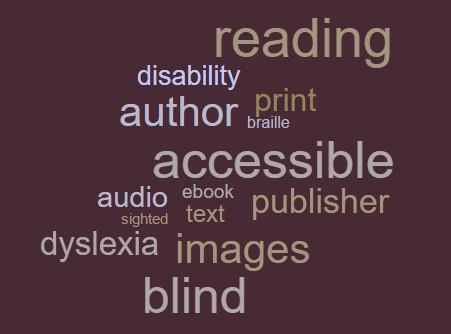 reading
disability
author print
braille
accessible
audio ebook publisher
sighted text
dyslexia images
blind